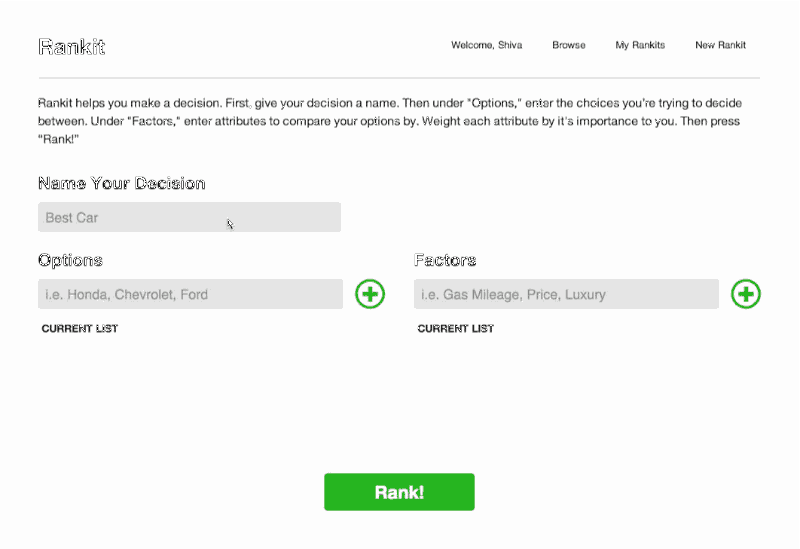 Rankit
Welcome, Shiva Browse My Rankits New Rankit
Rankit helps you make a decision. First, give your decision a name. Then under "Options," enter the choices you're trying to decide
between. Under "Factors," enter attributes to compare your options by. Weight each attribute by it's importance to you. Then press
"Rank!"
Name Your Decision
Best Car
Options Factors
i.e. Honda, Chevrolet, Ford i.e. Gas Mileage, Price, Luxury
CURRENT LIST CURRENT LIST
Rank!